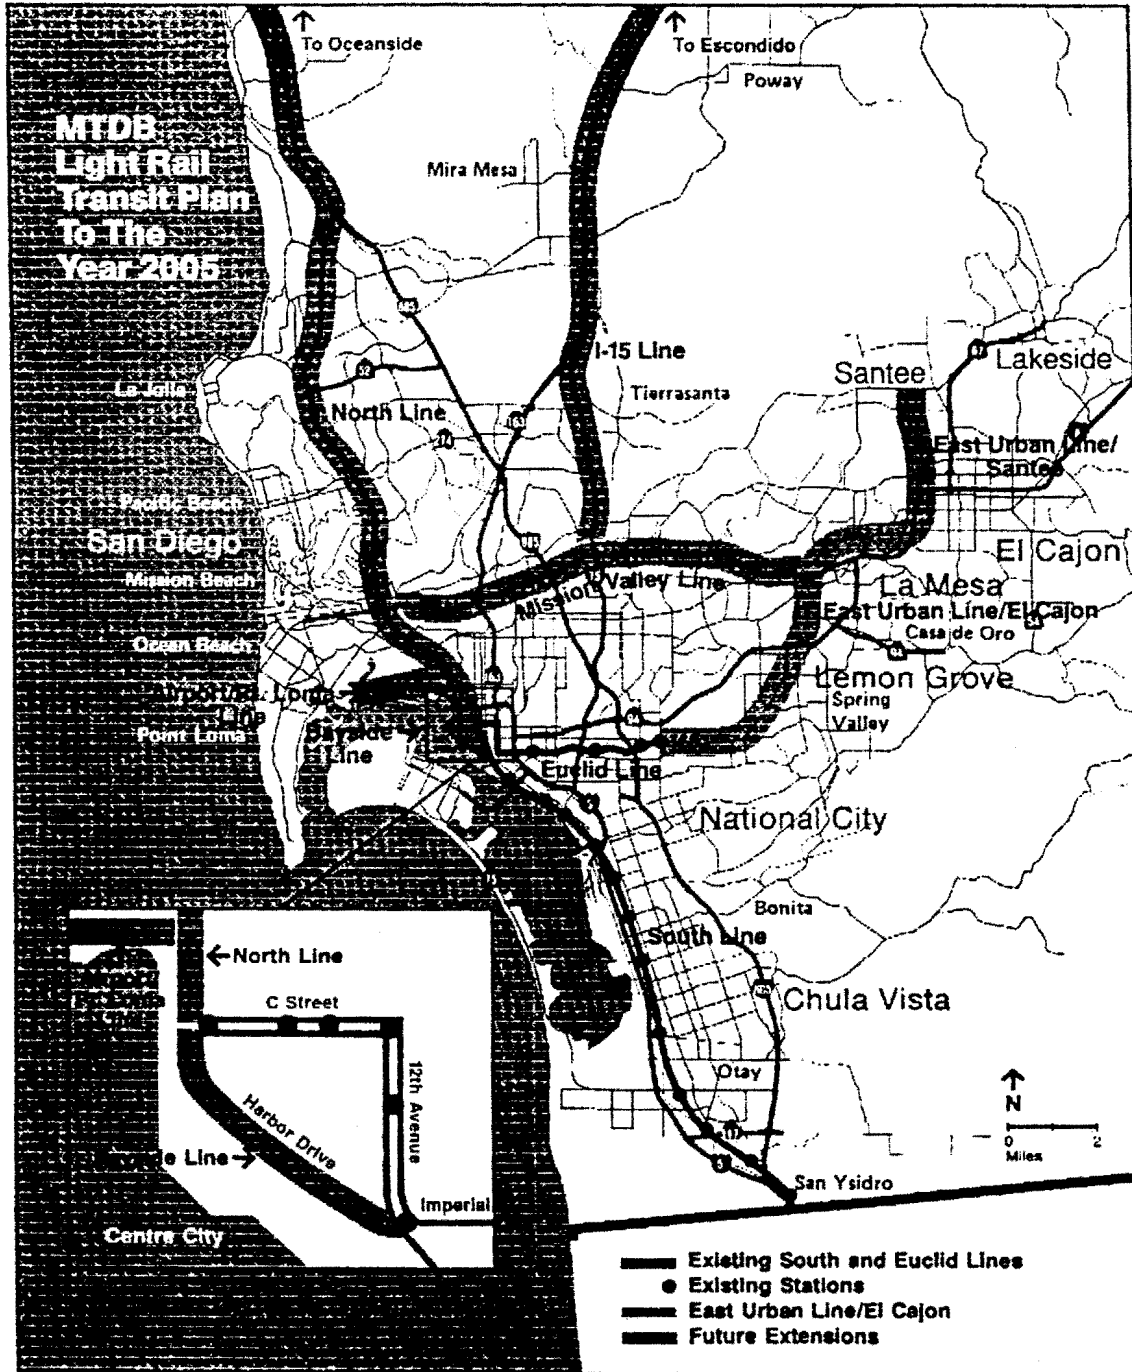 To Oceanside
To Escondido
Poway
MTDB
Light Rail
Transit Plan
To The
Year 2005
Mira Mesa
I-15 Line
Lakeside
Santee
La Jolla
Tierrasanta
North Line
East Urban Line/
Santee
Pacific Beach
San Diego
El Cajon
Mission Beach
Mission Valley Line
La Mesa
East Urban Line/El Cajon
Casa de Oro
Ocean Beach
Lemon Grove
Airport/Pt. Loma
Line
Spring
Valley
Point Loma
Bayside
Line
Euclid Line
National City
Bonita
South Line
North Line
Chula Vista
C Street
Otay
12th Avenue
N
Harbor Drive
0 2
Miles
Line
San Ysidro
Imperial
Centre City
Existing South and Euclid Lines
Existing Stations
East Urban Line/El Cajon
Future Extensions